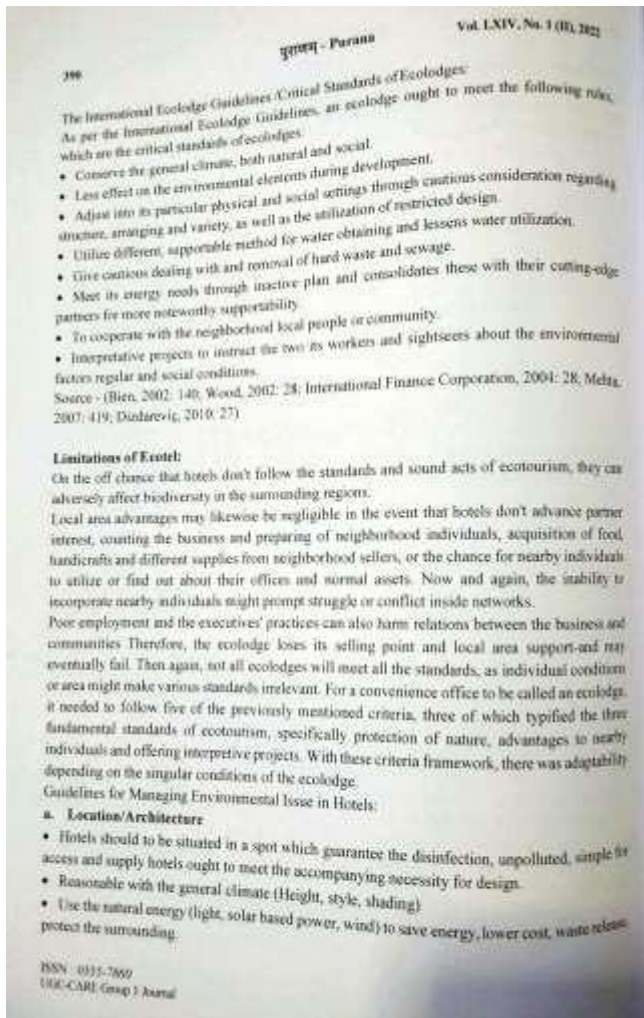 Vol. LXIV, No. 1 (II), 2022
पुराणम् - Purana
390
The International Ecolodge Guidelines /Critical Standards of Ecolodges:
As per the International Ecolodge Guidelines, an ecolodge ought to meet the following rules,
which are the critical standards of ecolodges
• Conserve the general climate, both natural and social.
• Less effect on the environmental elements during development.
• Adjust into its particular physical and social settings through cautious consideration regarding
structure, arranging and variety, as well as the utilization of restricted design.
• Utilize different, supportable method for water obtaining and lessens water utilization.
• Give cautious dealing with and removal of hard waste and sewage.
• Meet its energy needs through inactive plan and consolidates these with their cutting-edge
partners for more noteworthy supportability.
• To cooperate with the neighborhood local people or community.
• Interpretative projects to instruct the two its workers and sightseers about the environmental
factors regular and social conditions.
Source - (Bien, 2002: 140; Wood, 2002: 28; International Finance Corporation, 2004: 28; Mehta,
2007: 419; Dizdarevig, 2010: 27)
Limitations of Ecotel:
On the off chance that hotels don't follow the standards and sound acts of ecotourism, they can
adversely affect biodiversity in the surrounding regions.
Local area advantages may likewise be negligible in the event that hotels don't advance partner
interest, counting the business and preparing of neighborhood individuals, acquisition of food,
handicrafts and different supplies from neighborhood sellers, or the chance for nearby individuals
to utilize or find out about their offices and normal assets. Now and again, the inability to
incorporate nearby individuals might prompt struggle or conflict inside networks.
Poor employment and the executives' practices can also harm relations between the business and
communities Therefore, the ecolodge loses its selling point and local area support-and may
eventually fail. Then again, not all ecolodges will meet all the standards, as individual conditions
or area might make various standards irrelevant. For a convenience office to be called an ecolodge,
it needed to follow five of the previously mentioned criteria, three of which typified the three
fundamental standards of ecotourism, specifically protection of nature, advantages to nearby
individuals and offering interpretive projects. With these criteria framework, there was adaptability
depending on the singular conditions of the ecolodge.
Guidelines for Managing Environmental Issue in Hotels:
a. Location/Architecture
• Hotels should to be situated in a spot which guarantee the disinfection, unpolluted, simple for
access and supply hotels ought to meet the accompanying necessity for design.
• Reasonable with the general climate (Height, style, shading)
• Use the natural energy (light, solar based power, wind) to save energy, lower cost, waste release
protect the surrounding.
ISSN 0555-7860
UGC-CARE Group 1 Journal